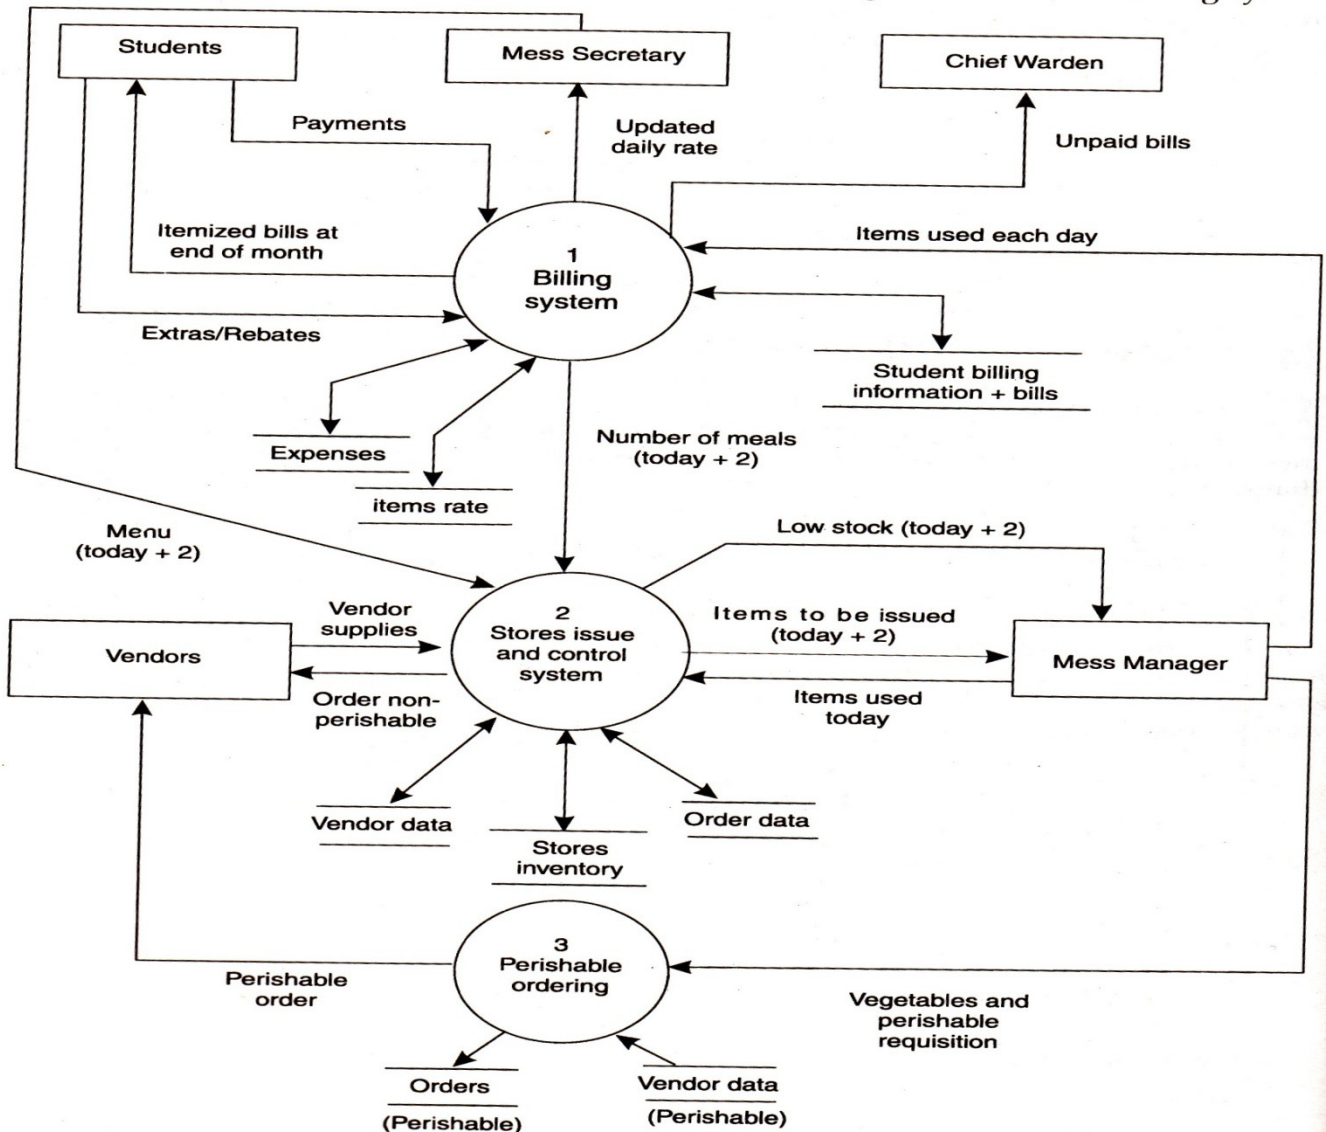 Students
Mess Secretary
Chief Warden
Payments
Updated
daily rate
Unpaid bills
Itemized bills at
end of month
Items used each day
1
Billing
system
Extras/Rebates
Student billing
information + bills
Expenses
items rate
Number of meals
(today + 2)
Menu
(today + 2)
Low stock (today + 2)
Vendors
Vendor
supplies
Order non-
perishable
2
Stores issue
and control
system
Items to be issued
(today + 2)
Items used
today
Mess Manager
Vendor data
Stores
inventory
Order data
3
Perishable
ordering
Perishable
order
Vegetables and
perishable
requisition
Orders
(Perishable)
Vendor data
(Perishable)